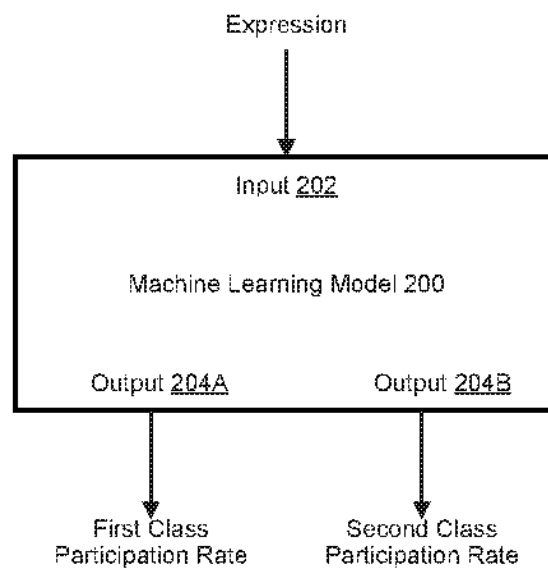 Expression
Input 202
Machine Learning Model 200
Output 204A
Output 204B
First Class
Participation Rate
Second Class
Participation Rate